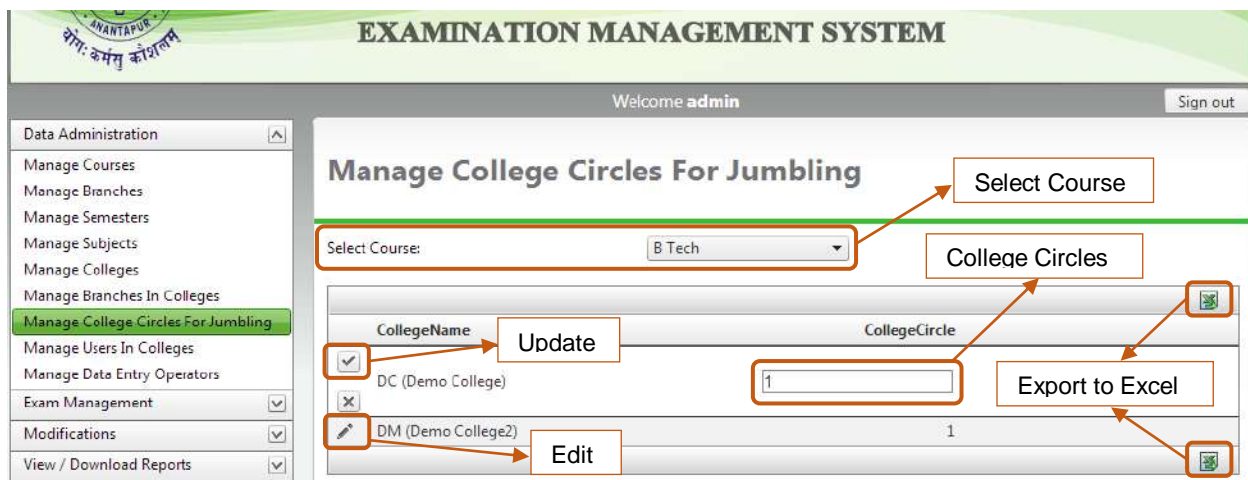 ANANTAPUR
योगः कर्मसु कौशलम्
EXAMINATION MANAGEMENT SYSTEM
Welcome admin
Sign out
Data Administration
Manage Courses
Manage Branches
Manage Semesters
Manage Subjects
Manage Colleges
Manage Branches In Colleges
Manage College Circles For Jumbling
Manage Users In Colleges
Manage Data Entry Operators
Exam Management
Modifications
View / Download Reports
Manage College Circles For Jumbling
Select Course
Select Course:
B Tech
College Circles
CollegeName
CollegeCircle
Update
DC (Demo College)
1
Export to Excel
DM (Demo College2)
1
Edit